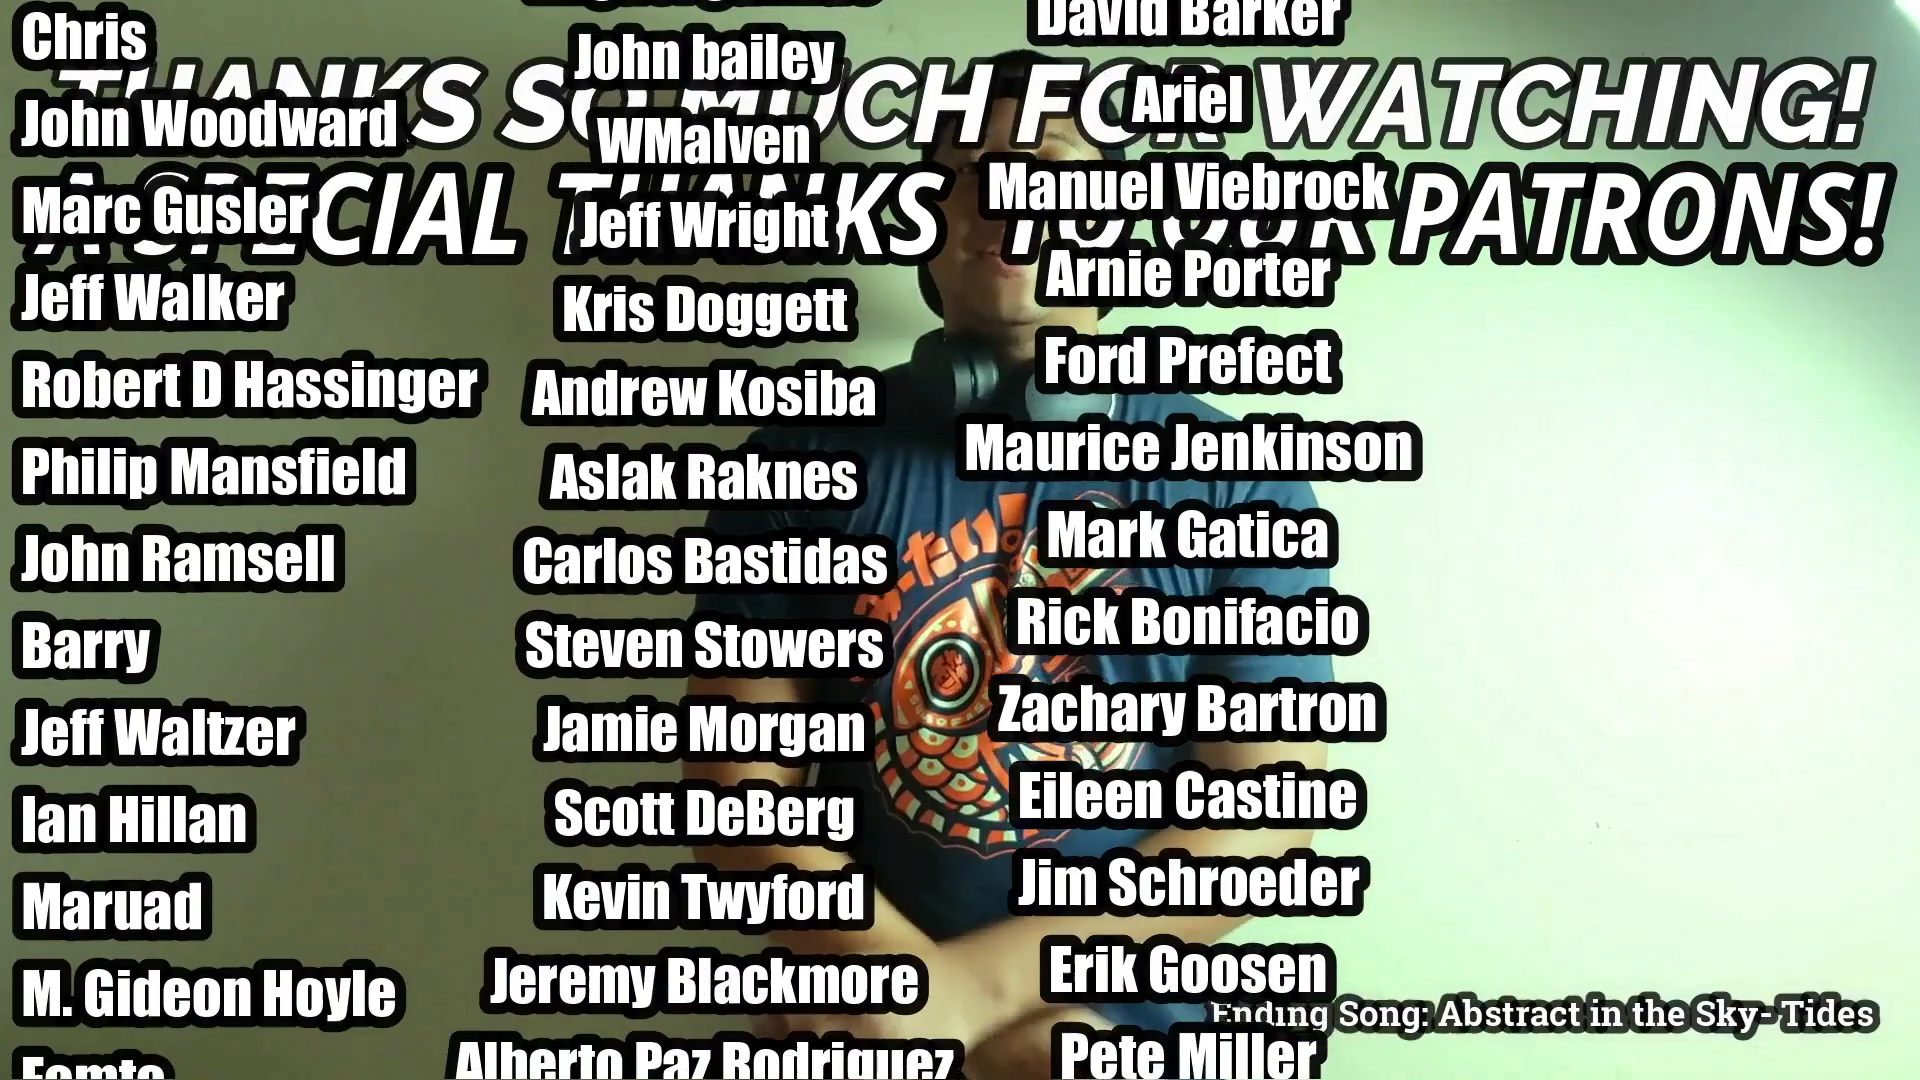 THANKS SO MUCH FOR WATCHING!
A SPECIAL THANKS TO OUR PATRONS!
Chris
John Woodward
Marc Gusler
Jeff Walker
Robert D Hassinger
Philip Mansfield
John Ramsell
Barry
Jeff Waltzer
Ian Hillan
Maruad
M. Gideon Hoyle
John bailey
WMalven
Jeff Wright
Kris Doggett
Andrew Kosiba
Aslak Raknes
Carlos Bastidas
Steven Stowers
Jamie Morgan
Scott DeBerg
Kevin Twyford
Jeremy Blackmore
Alberto Paz Rodriguez
David Barker
Ariel
Manuel Viebrock
Arnie Porter
Ford Prefect
Maurice Jenkinson
Mark Gatica
Rick Bonifacio
Zachary Bartron
Eileen Castine
Jim Schroeder
Erik Goosen
Pete Miller
Ending Song: Abstract in the Sky- Tides